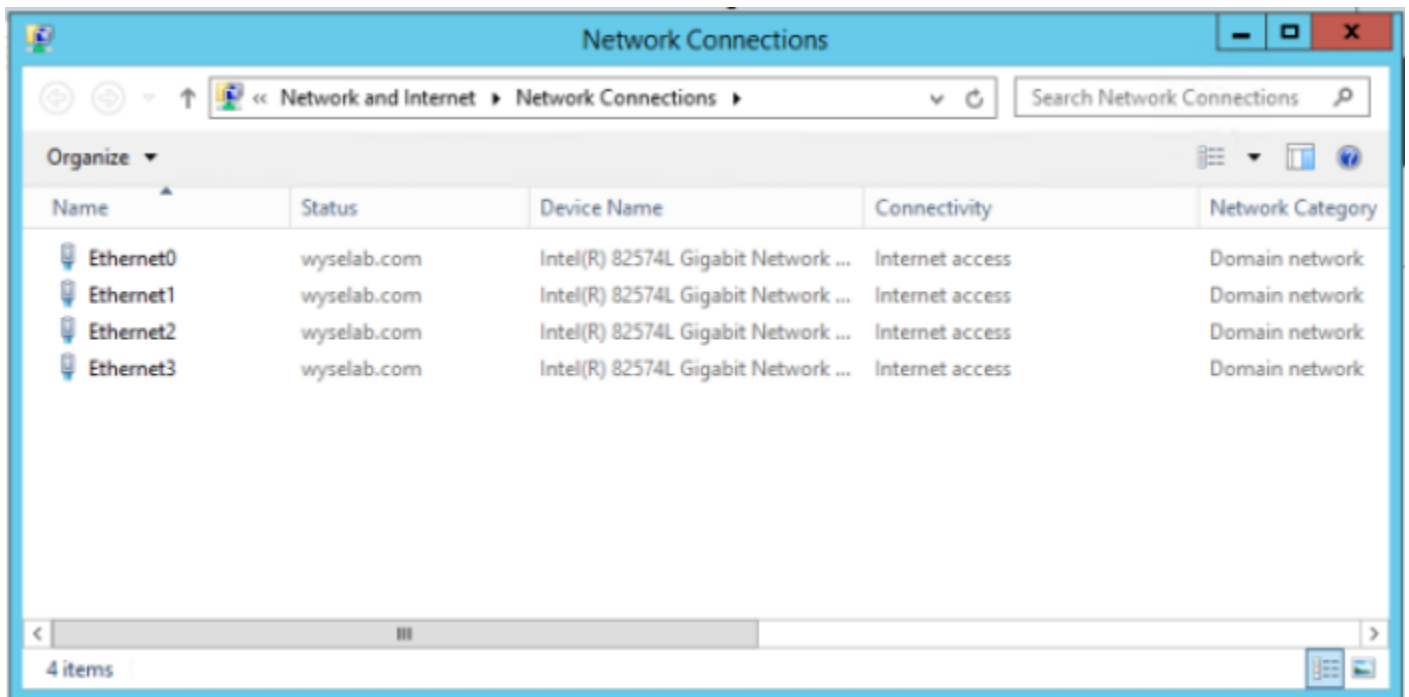 Network Connections
« Network and Internet ▸ Network Connections ▸ Search Network Connections
Organize
Name Status Device Name Connectivity Network Category
Ethernet0 wyselab.com Intel(R) 82574L Gigabit Network ... Internet access Domain network
Ethernet1 wyselab.com Intel(R) 82574L Gigabit Network ... Internet access Domain network
Ethernet2 wyselab.com Intel(R) 82574L Gigabit Network ... Internet access Domain network
Ethernet3 wyselab.com Intel(R) 82574L Gigabit Network ... Internet access Domain network
4 items